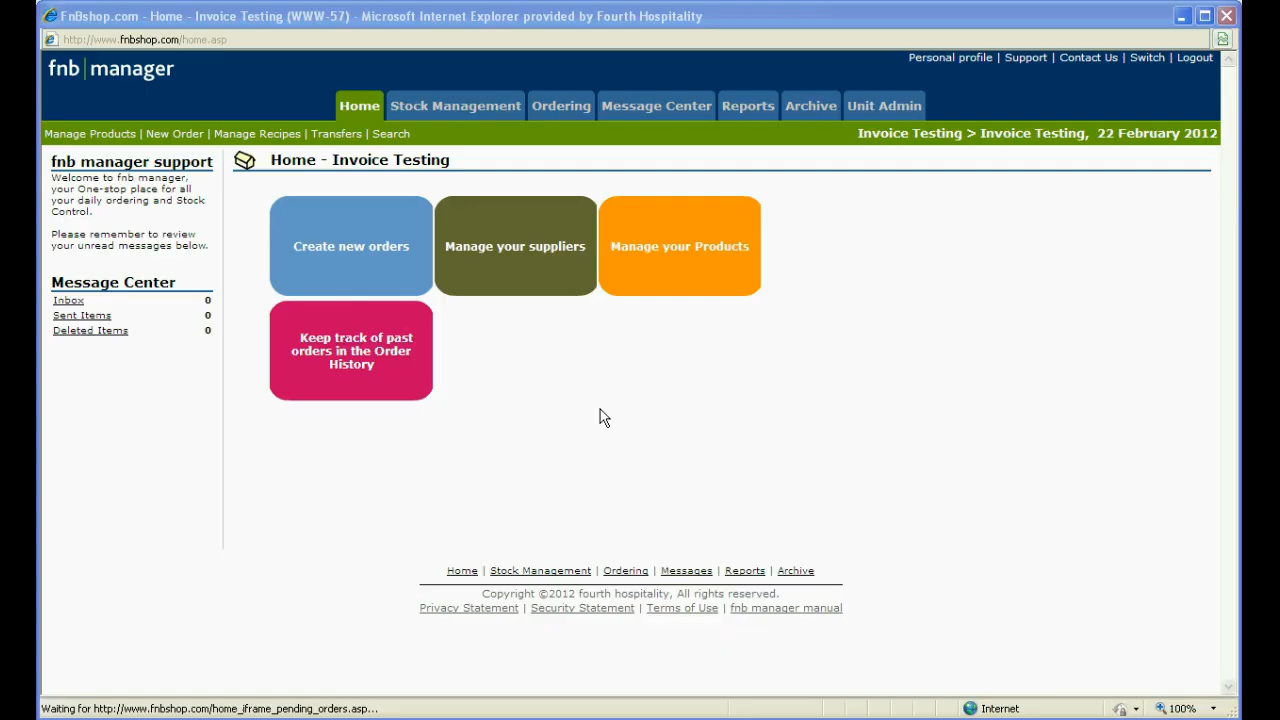 FnBshop.com - Home - Invoice Testing (WWW-57) - Microsoft Internet Explorer provided by Fourth Hospitality
http://www.fnbshop.com/home.asp
Personal profile | Support | Contact Us | Switch | Logout
fnb | manager
Home Stock Management Ordering Message Center Reports Archive Unit Admin
Manage Products | New Order | Manage Recipes | Transfers | Search
Invoice Testing > Invoice Testing, 22 February 2012
fnb manager support
Welcome to fnb manager,
your One-stop place for all
your daily ordering and Stock
Control.
Please remember to review
your unread messages below.
Message Center
Inbox 0
Sent Items 0
Deleted Items 0
Home - Invoice Testing
Create new orders
Manage your suppliers
Manage your Products
Keep track of past
orders in the Order
History
Home | Stock Management | Ordering | Messages | Reports | Archive
Copyright ©2012 fourth hospitality, All rights reserved.
Privacy Statement | Security Statement | Terms of Use | fnb manager manual
Waiting for http://www.fnbshop.com/home_iframe_pending_orders.asp...
Internet
100%